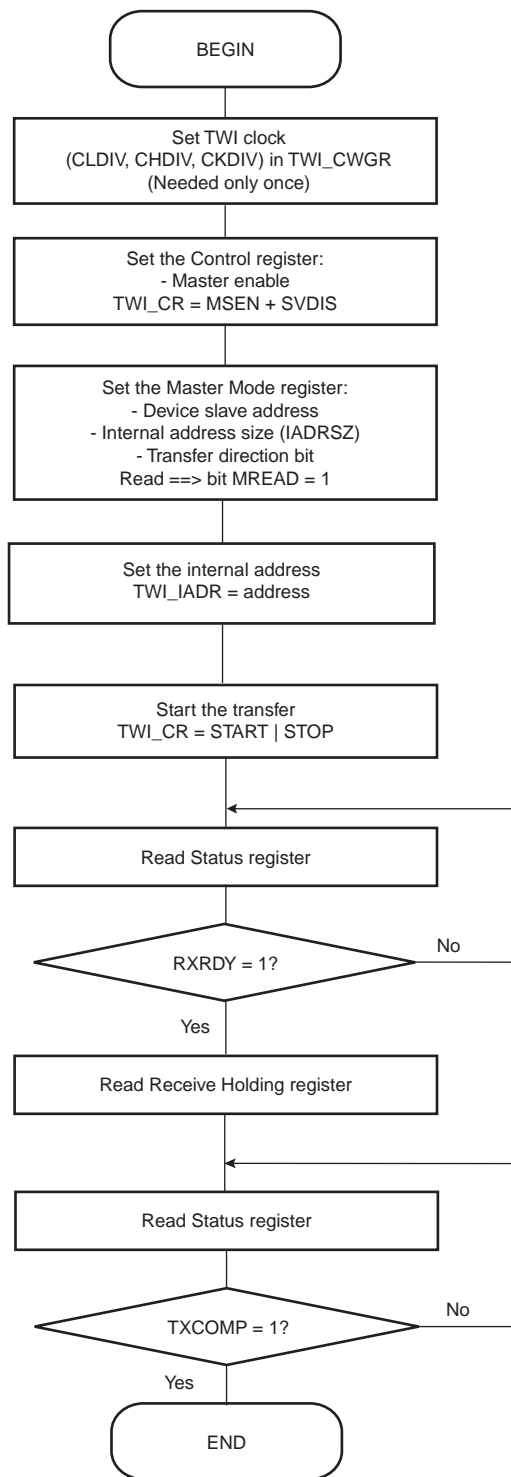 BEGIN
Set TWI clock
(CLDIV, CHDIV, CKDIV) in TWI_CWGR
(Needed only once)
Set the Control register:
- Master enable
TWI_CR = MSEN + SVDIS
Set the Master Mode register:
- Device slave address
- Internal address size (IADRSZ)
- Transfer direction bit
Read ==> bit MREAD = 1
Set the internal address
TWI_IADR = address
Start the transfer
TWI_CR = START | STOP
Read Status register
RXRDY = 1?
No
Yes
Read Receive Holding register
Read Status register
TXCOMP = 1?
No
Yes
END